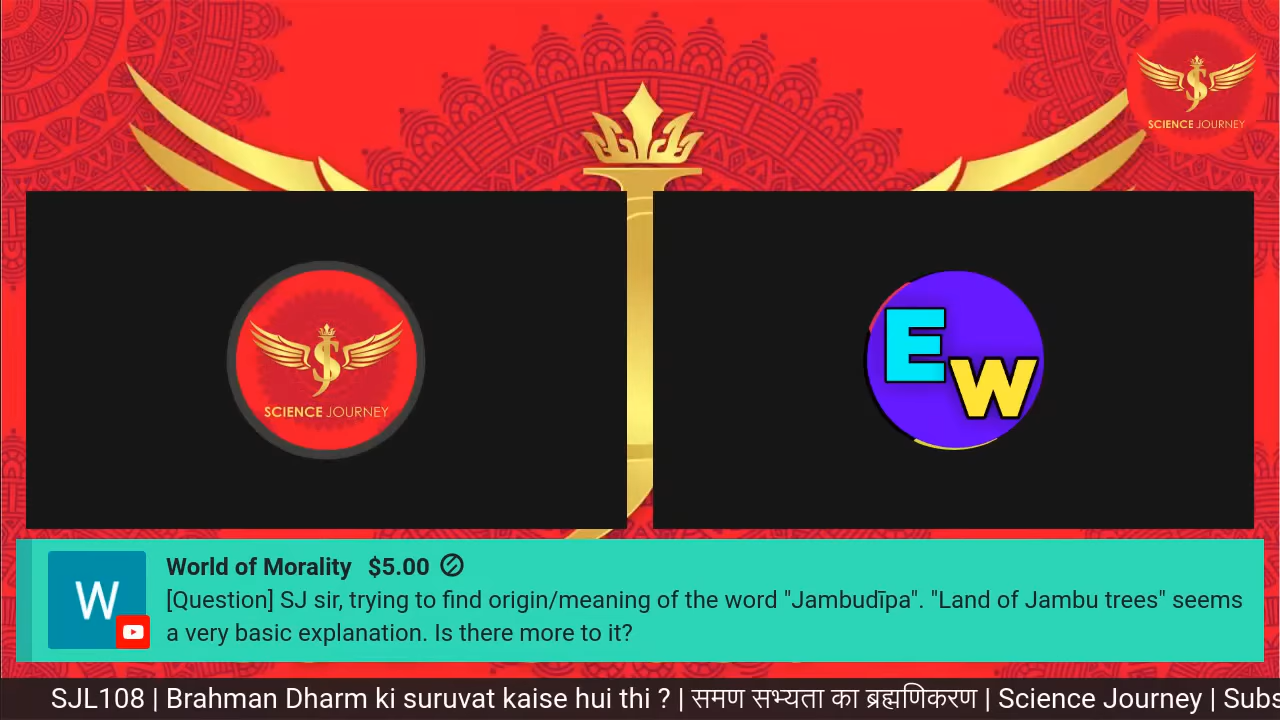 SCIENCE JOURNEY
SCIENCE JOURNEY
E
W
World of Morality $5.00
W
[Question] SJ sir, trying to find origin/meaning of the word "Jambudīpa". "Land of Jambu trees" seems
a very basic explanation. Is there more to it?
SJL108 | Brahman Dharm ki suruvat kaise hui thi ? | समण सभ्यता का ब्रह्मणिकरण | Science Journey | Subs